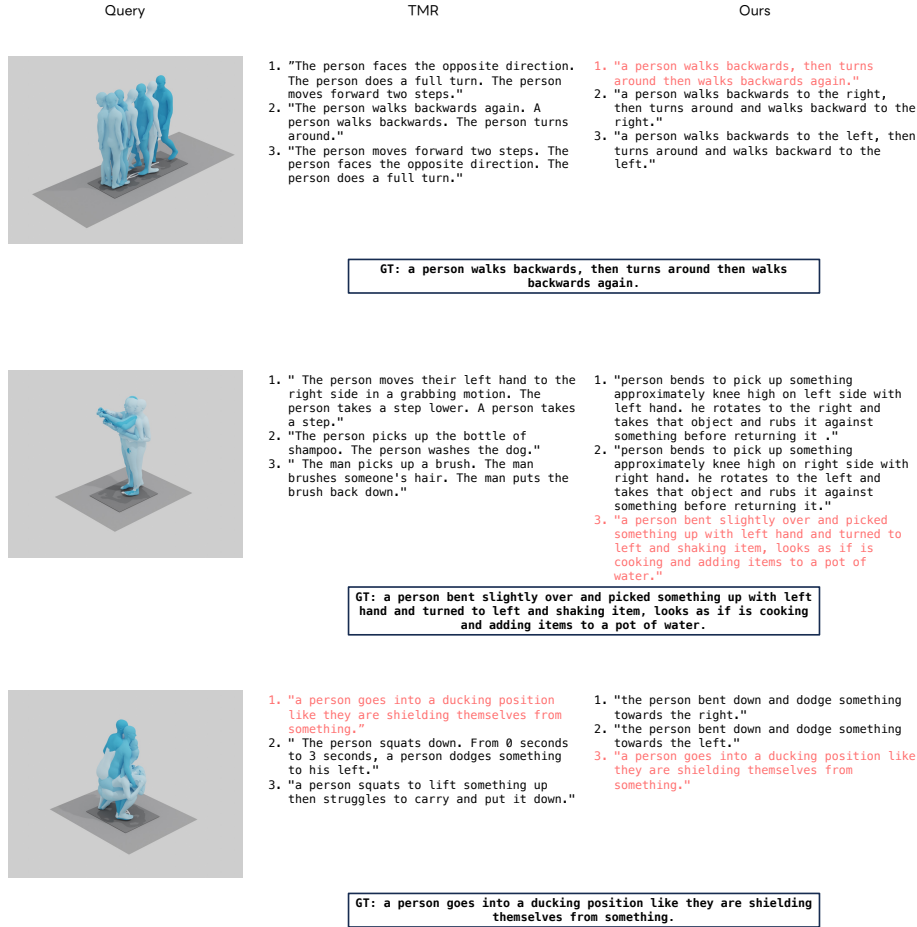 Query
TMR
Ours
1. ”The person faces the opposite direction.
The person does a full turn. The person
moves forward two steps."
2. "The person walks backwards again. A
person walks backwards. The person turns
around."
3. "The person moves forward two steps. The
person faces the opposite direction. The
person does a full turn."
1. "a person walks backwards, then turns
around then walks backwards again."
2. "a person walks backwards to the right,
then turns around and walks backward to the
right."
3. "a person walks backwards to the left, then
turns around and walks backward to the
left."
GT: a person walks backwards, then turns around then walks
backwards again.
1. " The person moves their left hand to the
right side in a grabbing motion. The
person takes a step lower. A person takes
a step."
2. "The person picks up the bottle of
shampoo. The person washes the dog."
3. " The man picks up a brush. The man
brushes someone's hair. The man puts the
brush back down."
1. "person bends to pick up something
approximately knee high on left side with
left hand. he rotates to the right and
takes that object and rubs it against
something before returning it ."
2. "person bends to pick up something
approximately knee high on right side with
right hand. he rotates to the left and
takes that object and rubs it against
something before returning it."
3. "a person bent slightly over and picked
something up with left hand and turned to
left and shaking item, looks as if is
cooking and adding items to a pot of
water."
GT: a person bent slightly over and picked something up with left
hand and turned to left and shaking item, looks as if is cooking
and adding items to a pot of water.
1. "a person goes into a ducking position
like they are shielding themselves from
something.”
2. " The person squats down. From 0 seconds
to 3 seconds, a person dodges something
to his left."
3. "a person squats to lift something up
then struggles to carry and put it down."
1. "the person bent down and dodge something
towards the right."
2. "the person bent down and dodge something
towards the left."
3. "a person goes into a ducking position like
they are shielding themselves from
something."
GT: a person goes into a ducking position like they are shielding
themselves from something.